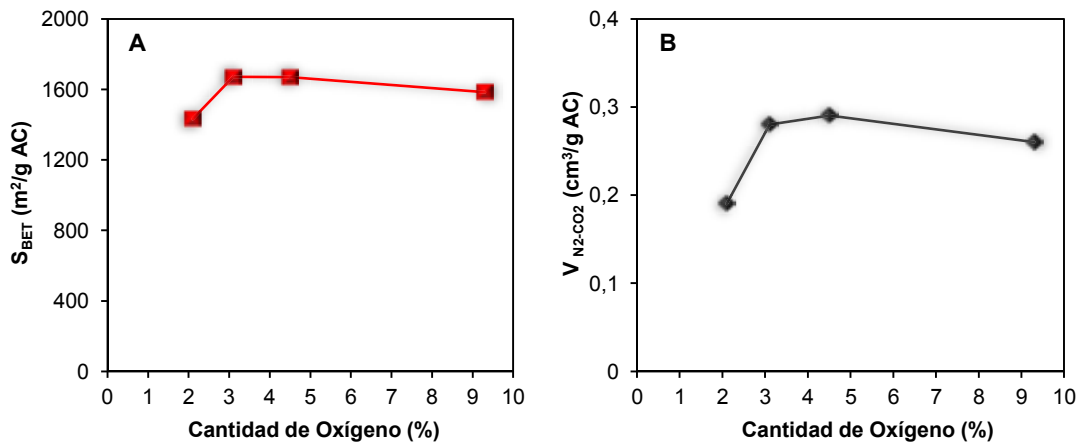 A
S_BET (m²/g AC)
2000
1600
1200
800
400
0
0 1 2 3 4 5 6 7 8 9 10
Cantidad de Oxígeno (%)
B
V_N2-CO2 (cm³/g AC)
0,4
0,3
0,2
0,1
0
0 1 2 3 4 5 6 7 8 9 10
Cantidad de Oxígeno (%)